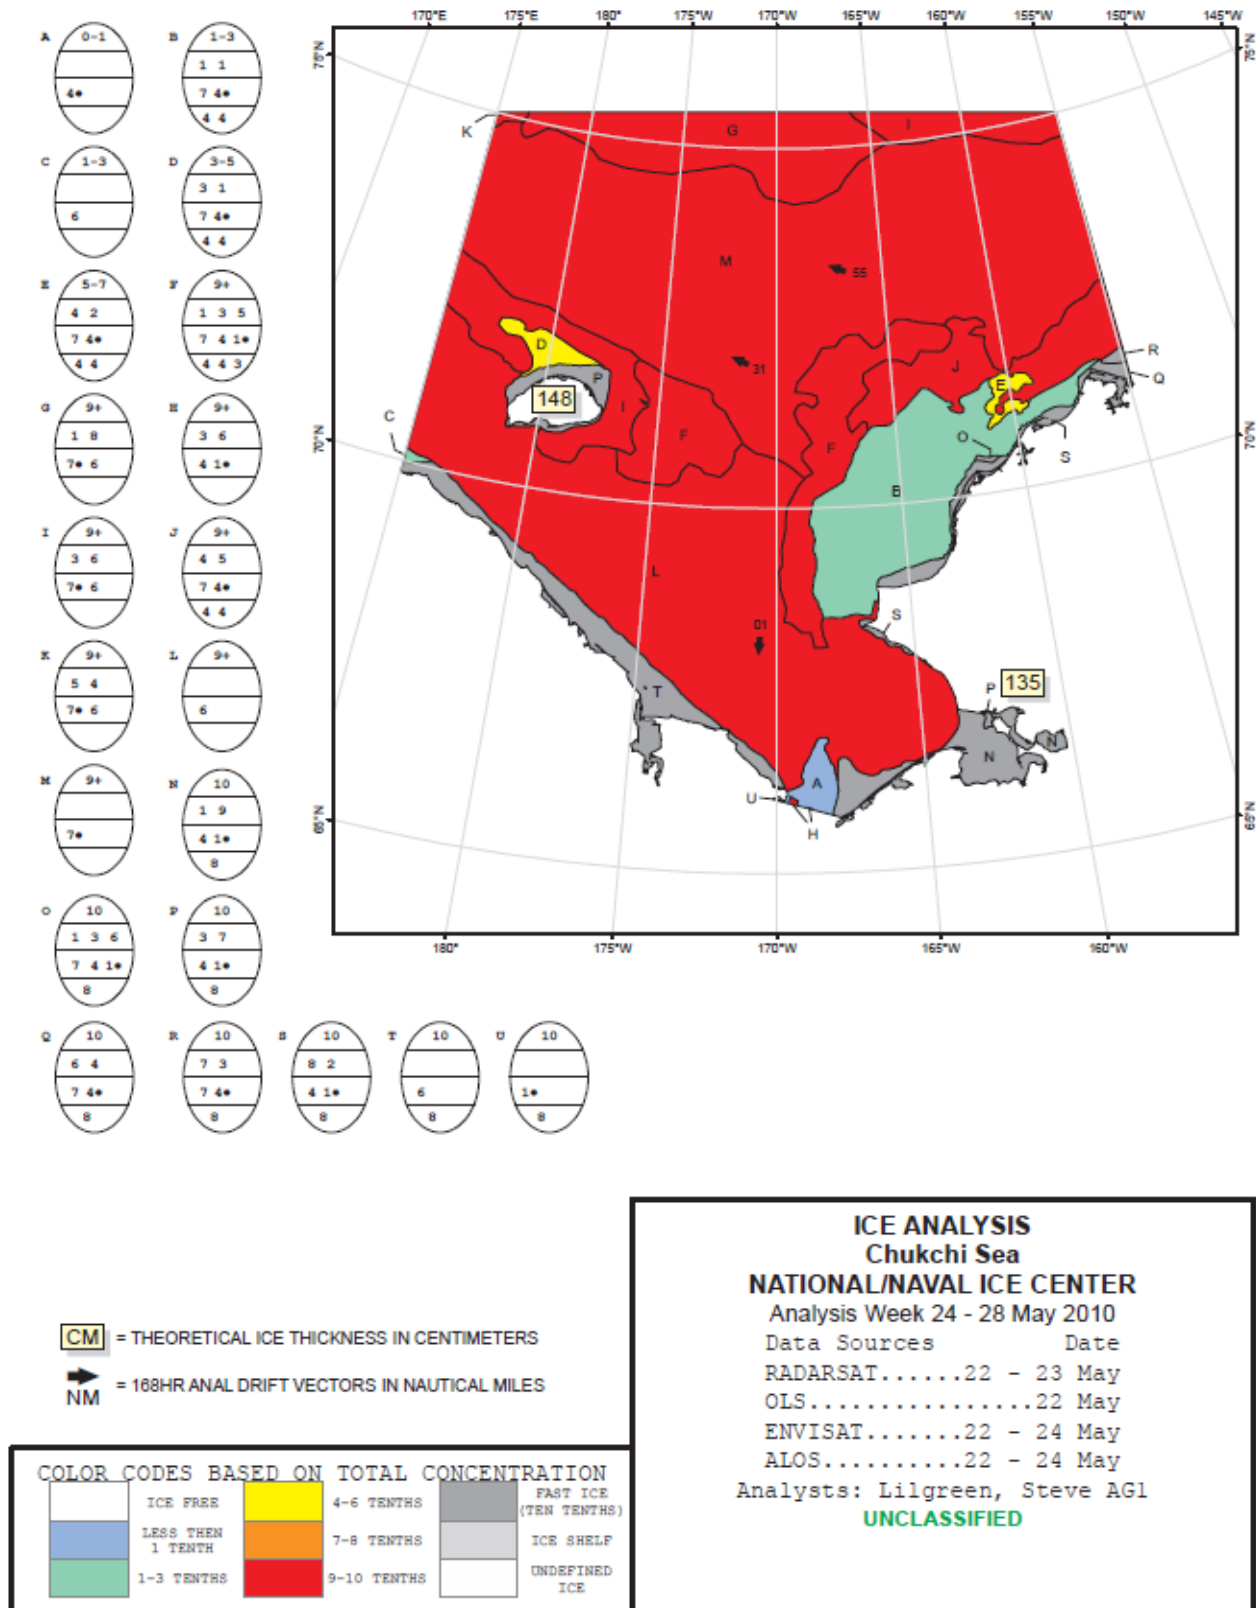 170°E 175°E 180° 175°W 170°W 165°W 160°W 155°W 150°W 145°W
75°N
75°N
70°N
70°N
65°N
65°N
180° 175°W 170°W 165°W 160°W
A
0-1
4•
B
1-3
1 1
7 4•
4 4
C
1-3
6
D
3-5
3 1
7 4•
4 4
E
5-7
4 2
7 4•
4 4
F
9+
1 3 5
7 4 1•
4 4 3
G
9+
1 8
7• 6
H
9+
3 6
4 1•
I
9+
3 6
7• 6
J
9+
4 5
7 4•
4 4
K
9+
5 4
7• 6
L
9+
6
M
9+
7•
N
10
1 9
4 1•
8
O
10
1 3 6
7 4 1•
8
P
10
3 7
4 1•
8
Q
10
6 4
7 4•
8
R
10
7 3
7 4•
8
S
10
8 2
4 1•
8
T
10
6
8
U
10
1•
8
K
G
I
M
55
D
31
J
R
P
E
Q
148
I
C
F
F
O
S
B
L
01
S
135
P
T
N
N
A
U
H
CM = THEORETICAL ICE THICKNESS IN CENTIMETERS
NM = 168HR ANAL DRIFT VECTORS IN NAUTICAL MILES
COLOR CODES BASED ON TOTAL CONCENTRATION
ICE FREE
4-6 TENTHS
FAST ICE
(TEN TENTHS)
LESS THEN
1 TENTH
7-8 TENTHS
ICE SHELF
1-3 TENTHS
9-10 TENTHS
UNDEFINED
ICE
ICE ANALYSIS
Chukchi Sea
NATIONAL/NAVAL ICE CENTER
Analysis Week 24 - 28 May 2010
Data Sources Date
RADARSAT......22 - 23 May
OLS................22 May
ENVISAT.......22 - 24 May
ALOS..........22 - 24 May
Analysts: Lilgreen, Steve AG1
UNCLASSIFIED